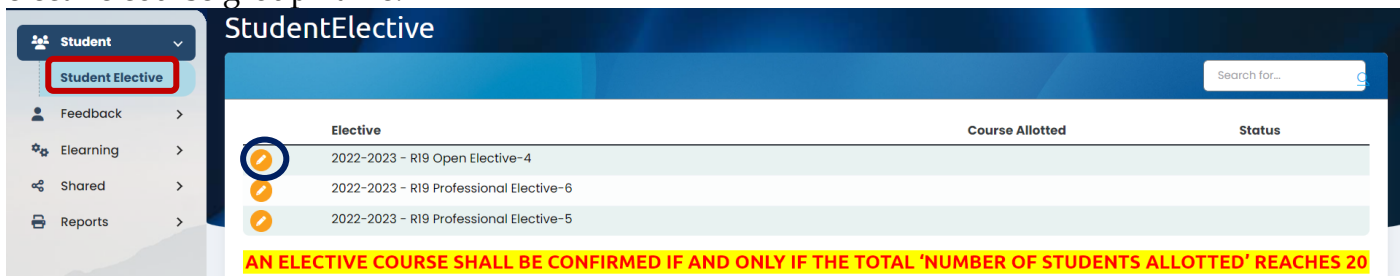 StudentElective
Student
Student Elective
Search for...
Feedback
Elearning
Shared
Reports
Elective Course Allotted Status
2022-2023 - R19 Open Elective-4
2022-2023 - R19 Professional Elective-6
2022-2023 - R19 Professional Elective-5
AN ELECTIVE COURSE SHALL BE CONFIRMED IF AND ONLY IF THE TOTAL ‘NUMBER OF STUDENTS ALLOTTED’ REACHES 20